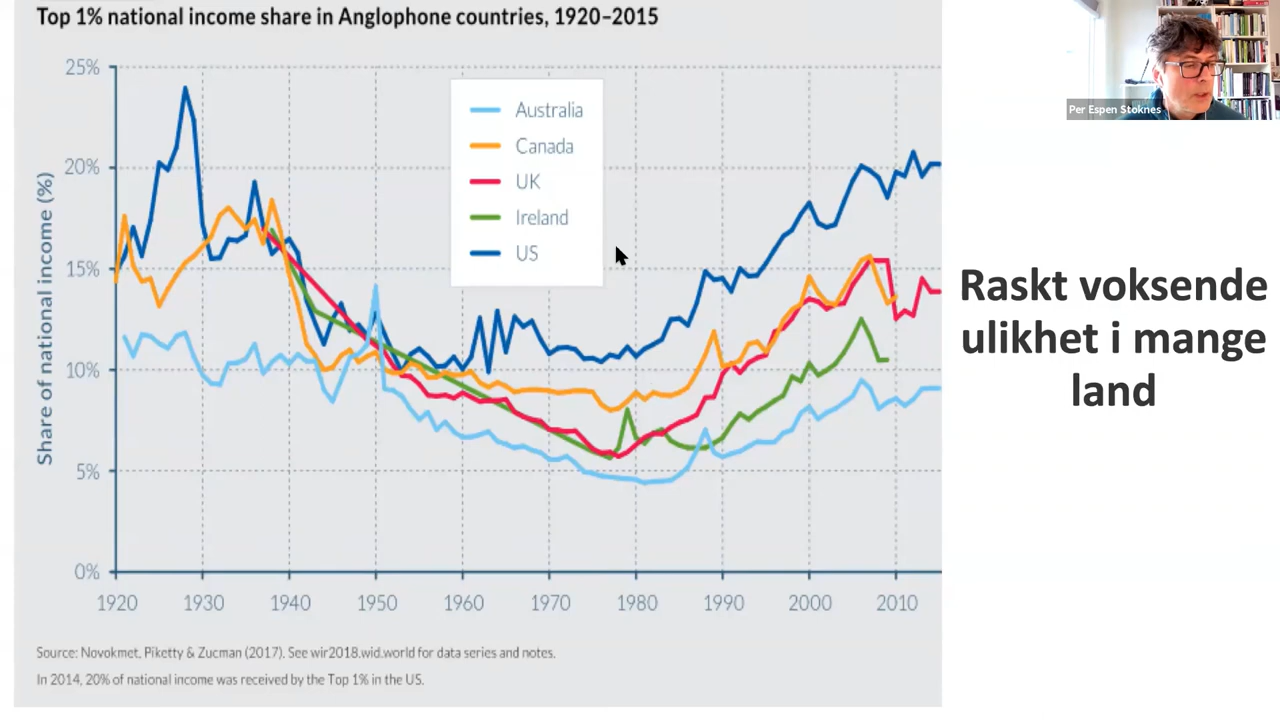 Top 1% national income share in Anglophone countries, 1920–2015
Per Espen Stoknes
25%
20%
15%
10%
5%
0%
Share of national income (%)
Australia
Canada
UK
Ireland
US
Raskt voksende
ulikhet i mange
land
1920 1930 1940 1950 1960 1970 1980 1990 2000 2010
Source: Novokmet, Piketty & Zucman (2017). See wir2018.wid.world for data series and notes.
In 2014, 20% of national income was received by the Top 1% in the US.